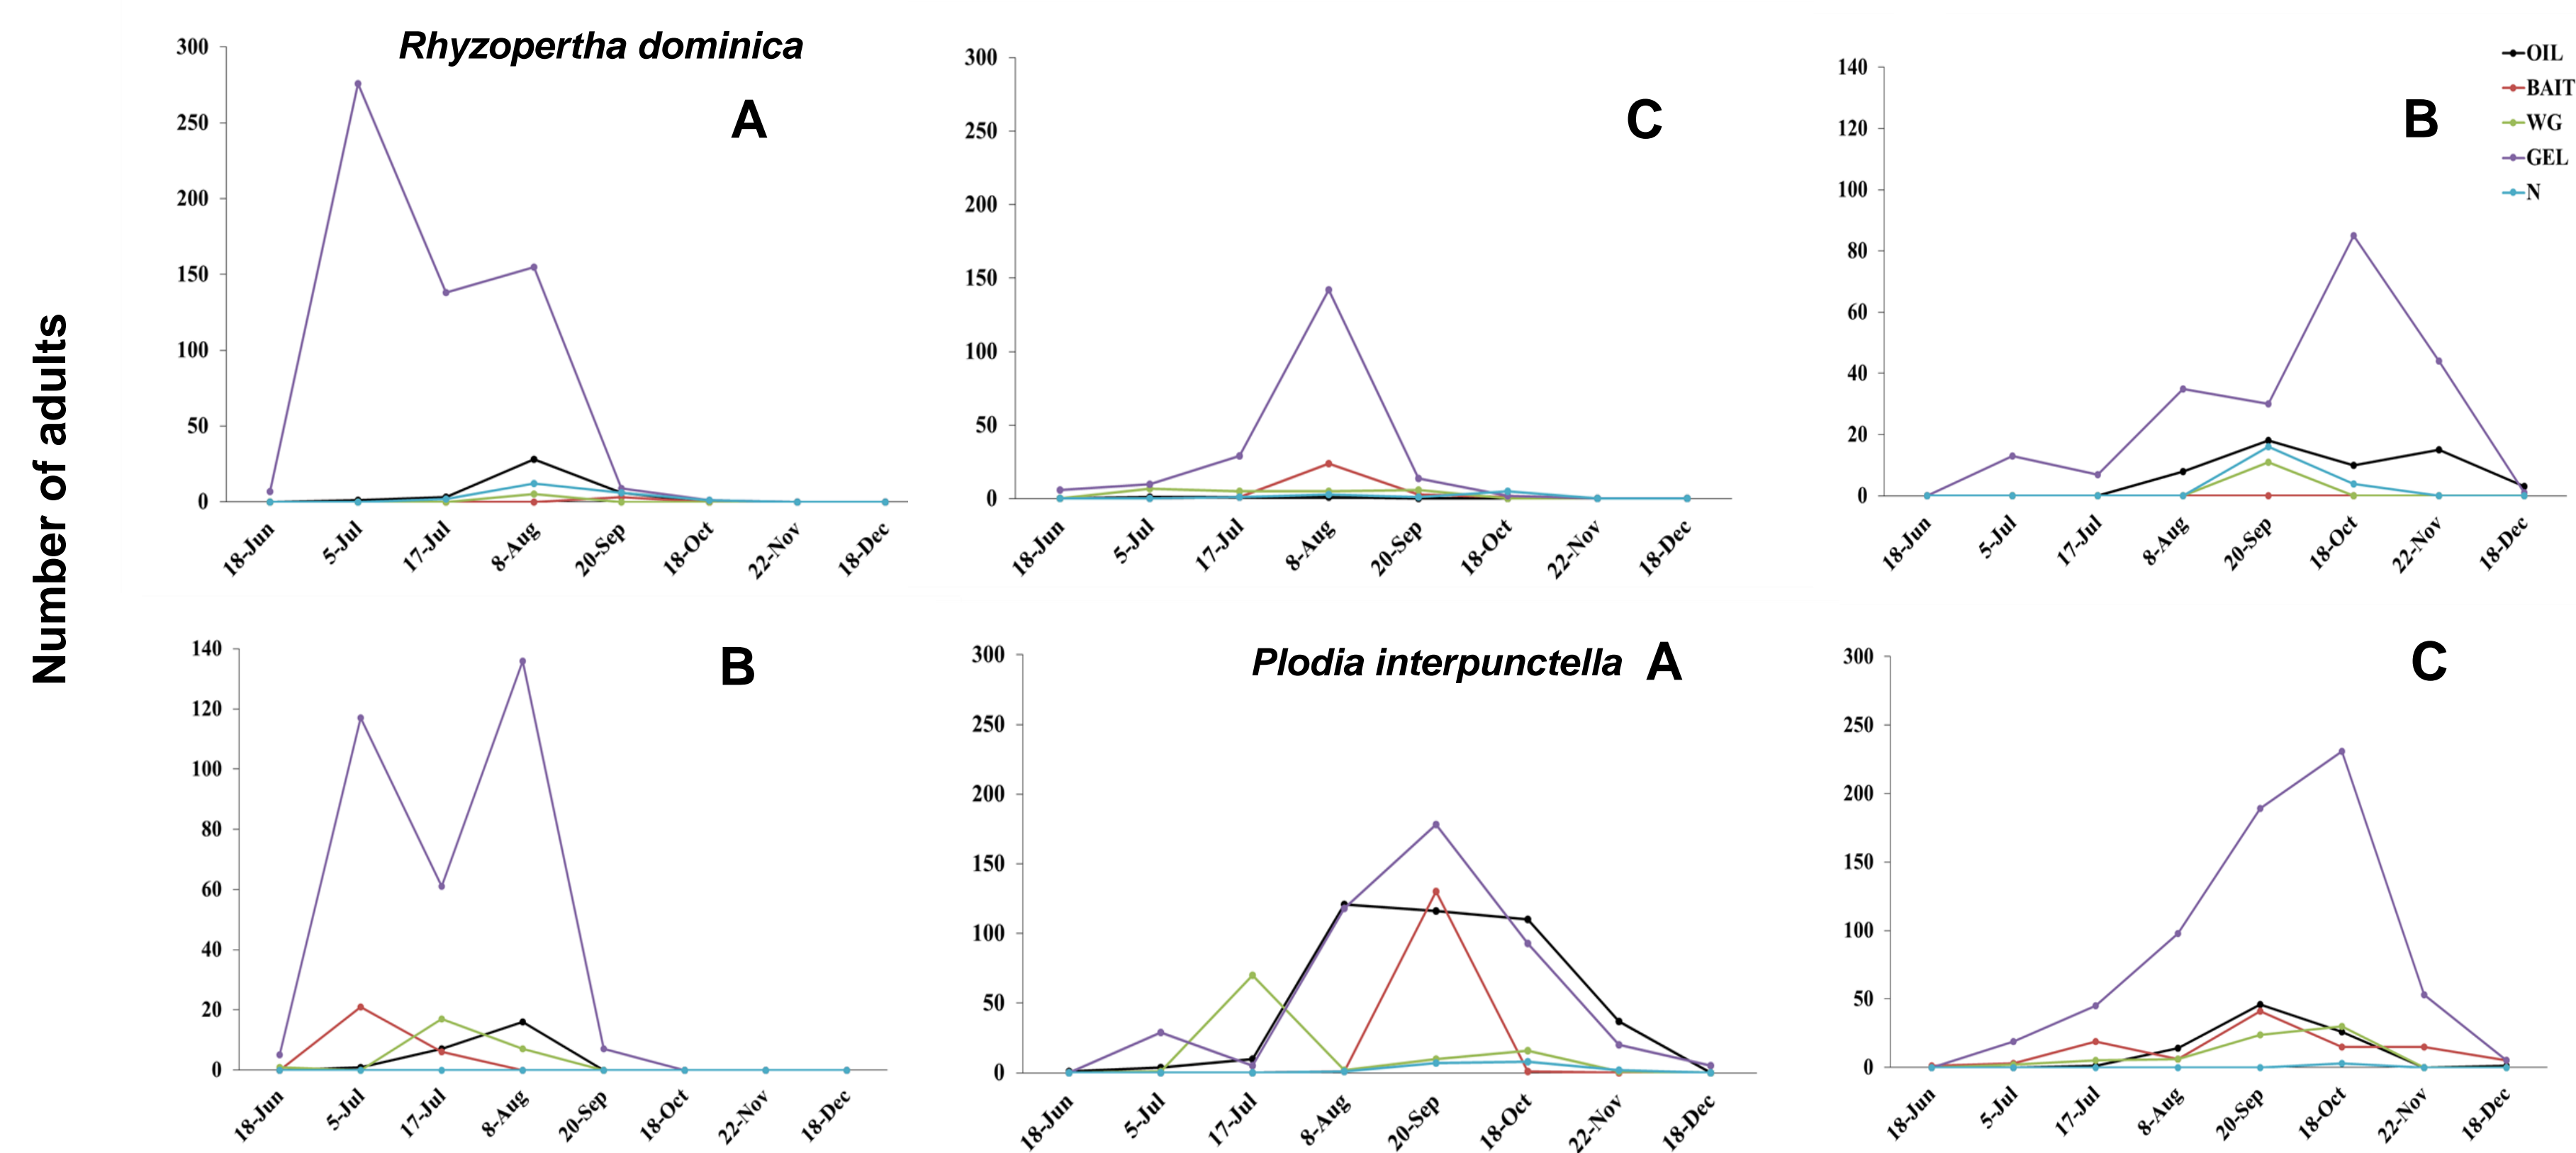 Number of adults
Rhyzopertha dominica
A
300
250
200
150
100
50
0
18-Jun 5-Jul 17-Jul 8-Aug 20-Sep 18-Oct 22-Nov 18-Dec
C
300
250
200
150
100
50
0
18-Jun 5-Jul 17-Jul 8-Aug 20-Sep 18-Oct 22-Nov 18-Dec
B
140
120
100
80
60
40
20
0
18-Jun 5-Jul 17-Jul 8-Aug 20-Sep 18-Oct 22-Nov 18-Dec
OIL
BAIT
WG
GEL
N
B
140
120
100
80
60
40
20
0
18-Jun 5-Jul 17-Jul 8-Aug 20-Sep 18-Oct 22-Nov 18-Dec
Plodia interpunctella A
300
250
200
150
100
50
0
18-Jun 5-Jul 17-Jul 8-Aug 20-Sep 18-Oct 22-Nov 18-Dec
C
300
250
200
150
100
50
0
18-Jun 5-Jul 17-Jul 8-Aug 20-Sep 18-Oct 22-Nov 18-Dec